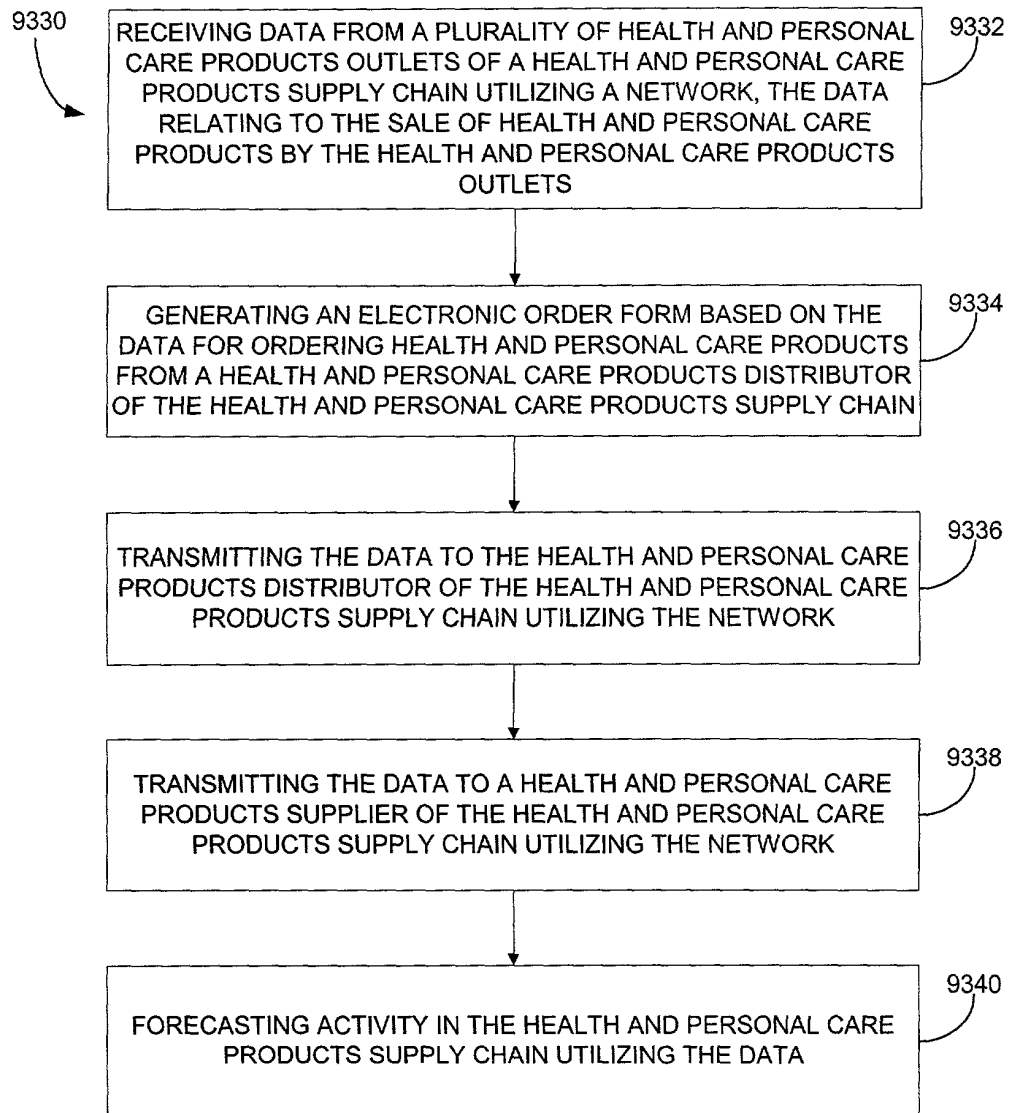 9330
RECEIVING DATA FROM A PLURALITY OF HEALTH AND PERSONAL
CARE PRODUCTS OUTLETS OF A HEALTH AND PERSONAL CARE
PRODUCTS SUPPLY CHAIN UTILIZING A NETWORK, THE DATA
RELATING TO THE SALE OF HEALTH AND PERSONAL CARE
PRODUCTS BY THE HEALTH AND PERSONAL CARE PRODUCTS
OUTLETS
9332
GENERATING AN ELECTRONIC ORDER FORM BASED ON THE
DATA FOR ORDERING HEALTH AND PERSONAL CARE PRODUCTS
FROM A HEALTH AND PERSONAL CARE PRODUCTS DISTRIBUTOR
OF THE HEALTH AND PERSONAL CARE PRODUCTS SUPPLY CHAIN
9334
TRANSMITTING THE DATA TO THE HEALTH AND PERSONAL CARE
PRODUCTS DISTRIBUTOR OF THE HEALTH AND PERSONAL CARE
PRODUCTS SUPPLY CHAIN UTILIZING THE NETWORK
9336
TRANSMITTING THE DATA TO A HEALTH AND PERSONAL CARE
PRODUCTS SUPPLIER OF THE HEALTH AND PERSONAL CARE
PRODUCTS SUPPLY CHAIN UTILIZING THE NETWORK
9338
FORECASTING ACTIVITY IN THE HEALTH AND PERSONAL CARE
PRODUCTS SUPPLY CHAIN UTILIZING THE DATA
9340